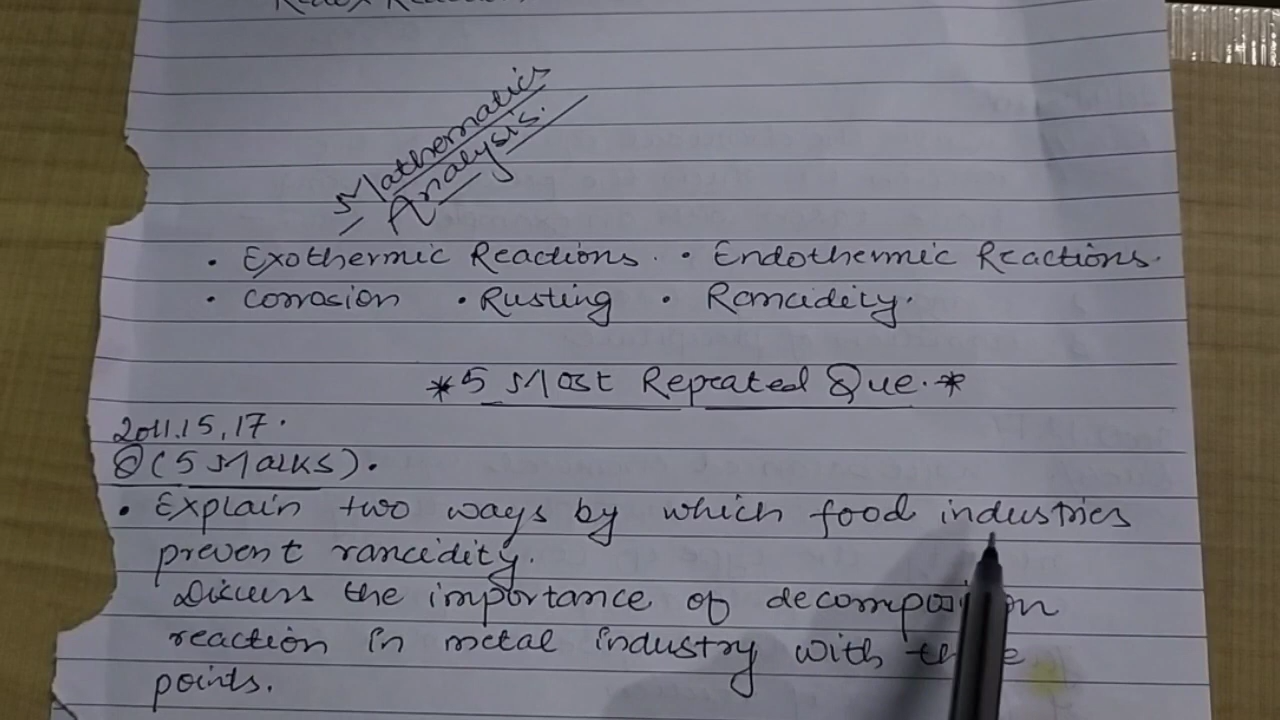 Redox Reaction
Mathematics
Analysis.
• Exothermic Reactions. • Endothermic Reactions.
• Corrosion • Rusting • Rancidity.
*5 Most Repeated Que.*
2011.15,17.
Q(5 Marks).
• Explain two ways by which food industries
prevent rancidity.
Discuss the importance of decomposition
reaction in metal industry with three
points.